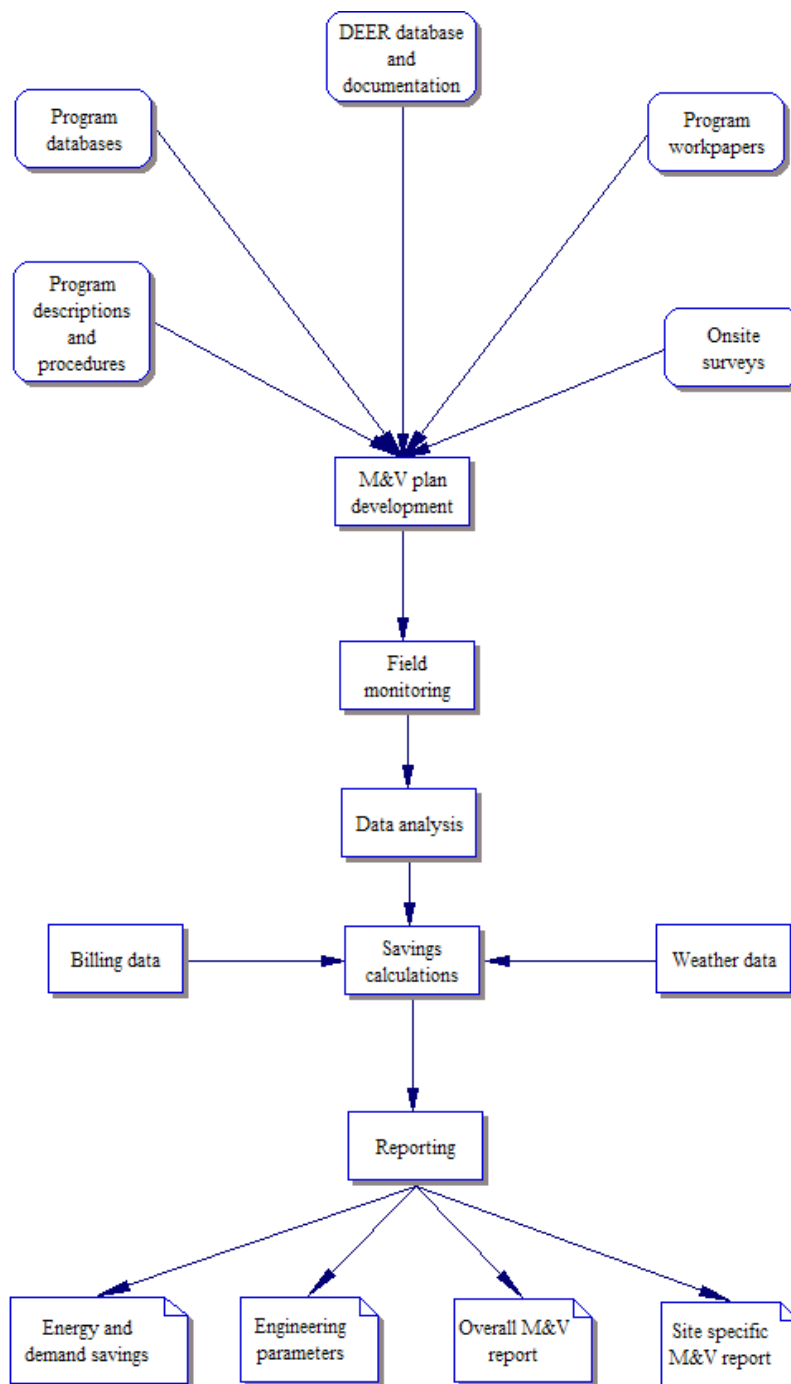 DEER database
and
documentation
Program
databases
Program
workpapers
Program
descriptions
and
procedures
Onsite
surveys
M&V plan
development
Field
monitoring
Data analysis
Billing data
Savings
calculations
Weather data
Reporting
Energy and
demand savings
Engineering
parameters
Overall M&V
report
Site specific
M&V report